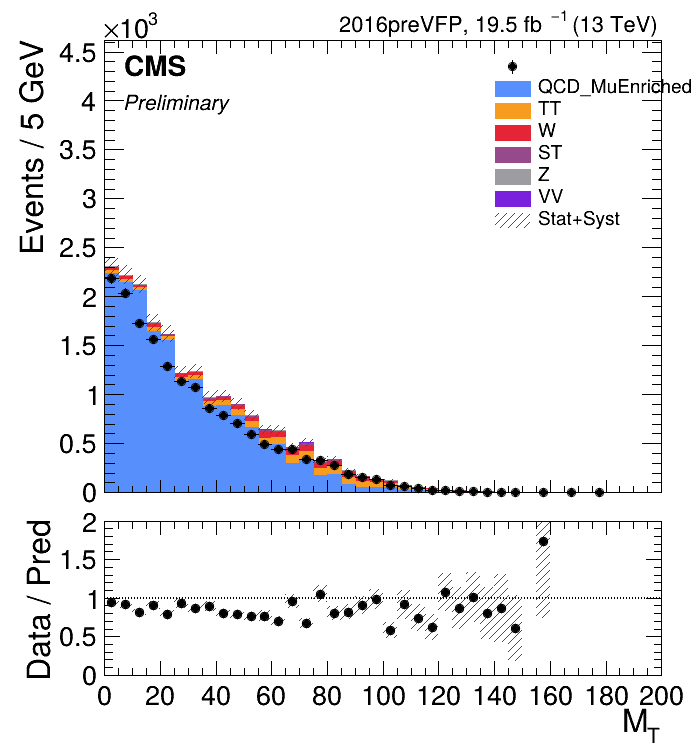 ×10³
2016preVFP, 19.5 fb ⁻¹ (13 TeV)
CMS
Preliminary
QCD_MuEnriched
TT
W
ST
Z
VV
Stat+Syst
Events / 5 GeV
4.5
4
3.5
3
2.5
2
1.5
1
0.5
0
Data / Pred
2
1.5
1
0.5
0
0 20 40 60 80 100 120 140 160 180 200
M_T